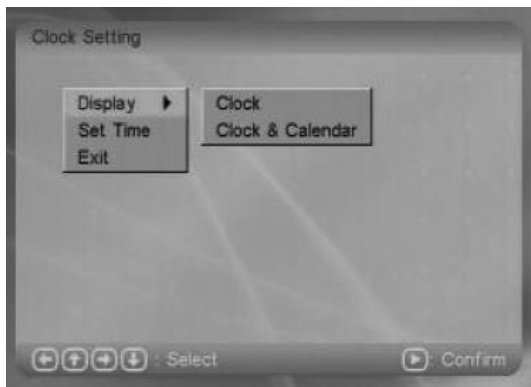 Clock Setting
Display
Clock
Set Time
Clock & Calendar
Exit
: Select
: Confirm